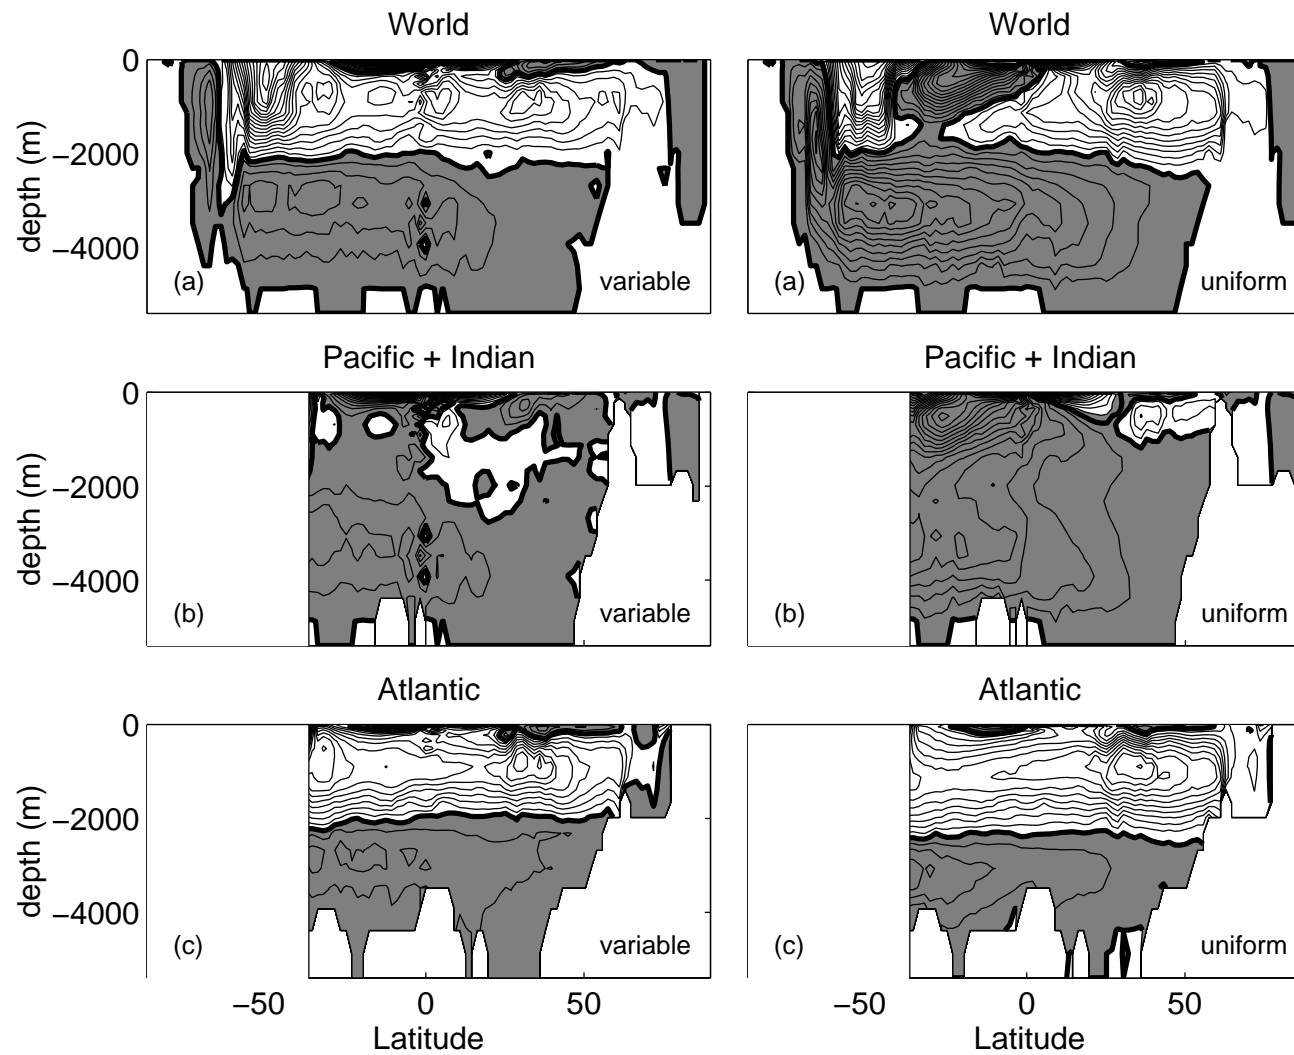 World
World
0
−2000
−4000
depth (m)
(a)
variable
(a)
uniform
Pacific + Indian
Pacific + Indian
0
−2000
−4000
depth (m)
(b)
variable
(b)
uniform
Atlantic
Atlantic
0
−2000
−4000
depth (m)
(c)
variable
(c)
uniform
−50
0
50
−50
0
50
Latitude
Latitude